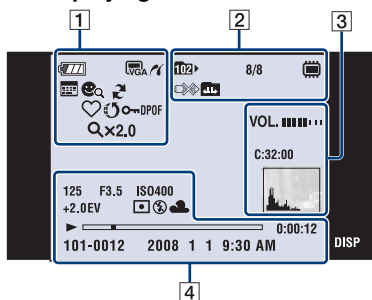 1
2
3
VGA
102
8/8
DPOF
×2.0
VOL.
C:32:00
125 F3.5 ISO400
+2.0EV
0:00:12
101-0012 2008 1 1 9:30 AM
DISP
4